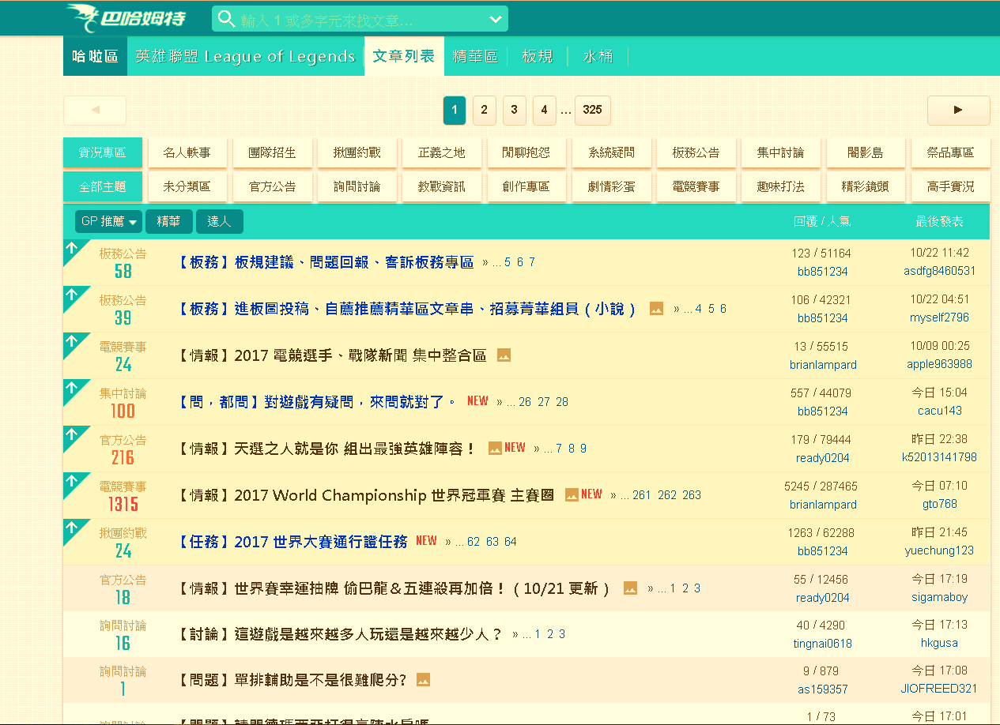 巴哈姆特 輸入 1 或多字元來找文章...
哈啦區 英雄聯盟 League of Legends 文章列表 精華區 板規 水桶
◄ 1 2 3 4 ... 325 ►
實況專區 名人軼事 團隊招生 揪團約戰 正義之地 閒聊抱怨 系統疑問 板務公告 集中討論 闇影島 祭品專區
全部主題 未分類區 官方公告 詢問討論 教戰資訊 創作專區 劇情彩蛋 電競賽事 趣味打法 精彩鏡頭 高手實況
GP 推薦 精華 達人 回覆 / 人氣 最後發表
板務公告 58 【板務】板規建議、問題回報、客訴板務專區 » ...5 6 7 123 / 51164 bb851234 10/22 11:42 asdfg8460531
板務公告 39 【板務】進板圖投稿、自薦推薦精華區文章串、招募菁華組員（小說） » ...4 5 6 106 / 42321 bb851234 10/22 04:51 myself2796
電競賽事 24 【情報】2017 電競選手、戰隊新聞 集中整合區 13 / 55515 brianlampard 10/09 00:25 apple963988
集中討論 100 【問，都問】對遊戲有疑問，來問就對了。 NEW » ...26 27 28 557 / 44079 bb851234 今日 15:04 cacu143
官方公告 216 【情報】天選之人就是你 組出最強英雄陣容！ NEW » ...7 8 9 179 / 79444 ready0204 昨日 22:38 k52013141798
電競賽事 1315 【情報】2017 World Championship 世界冠軍賽 主賽圈 NEW » ...261 262 263 5245 / 287465 brianlampard 今日 07:10 gto768
揪團約戰 24 【任務】2017 世界大賽通行證任務 NEW » ...62 63 64 1263 / 62288 bb851234 昨日 21:45 yuechung123
官方公告 18 【情報】世界賽幸運抽牌 偷巴龍＆五連殺再加倍！（10/21 更新） » ...1 2 3 55 / 12456 ready0204 今日 17:19 sigamaboy
詢問討論 16 【討論】這遊戲是越來越多人玩還是越來越少人？ » ...1 2 3 40 / 4290 tingnai0618 今日 17:13 hkgusa
詢問討論 1 【問題】單排輔助是不是很難爬分? 9 / 879 as159357 今日 17:08 JIOFREED321
1 / 73 今日 17:01